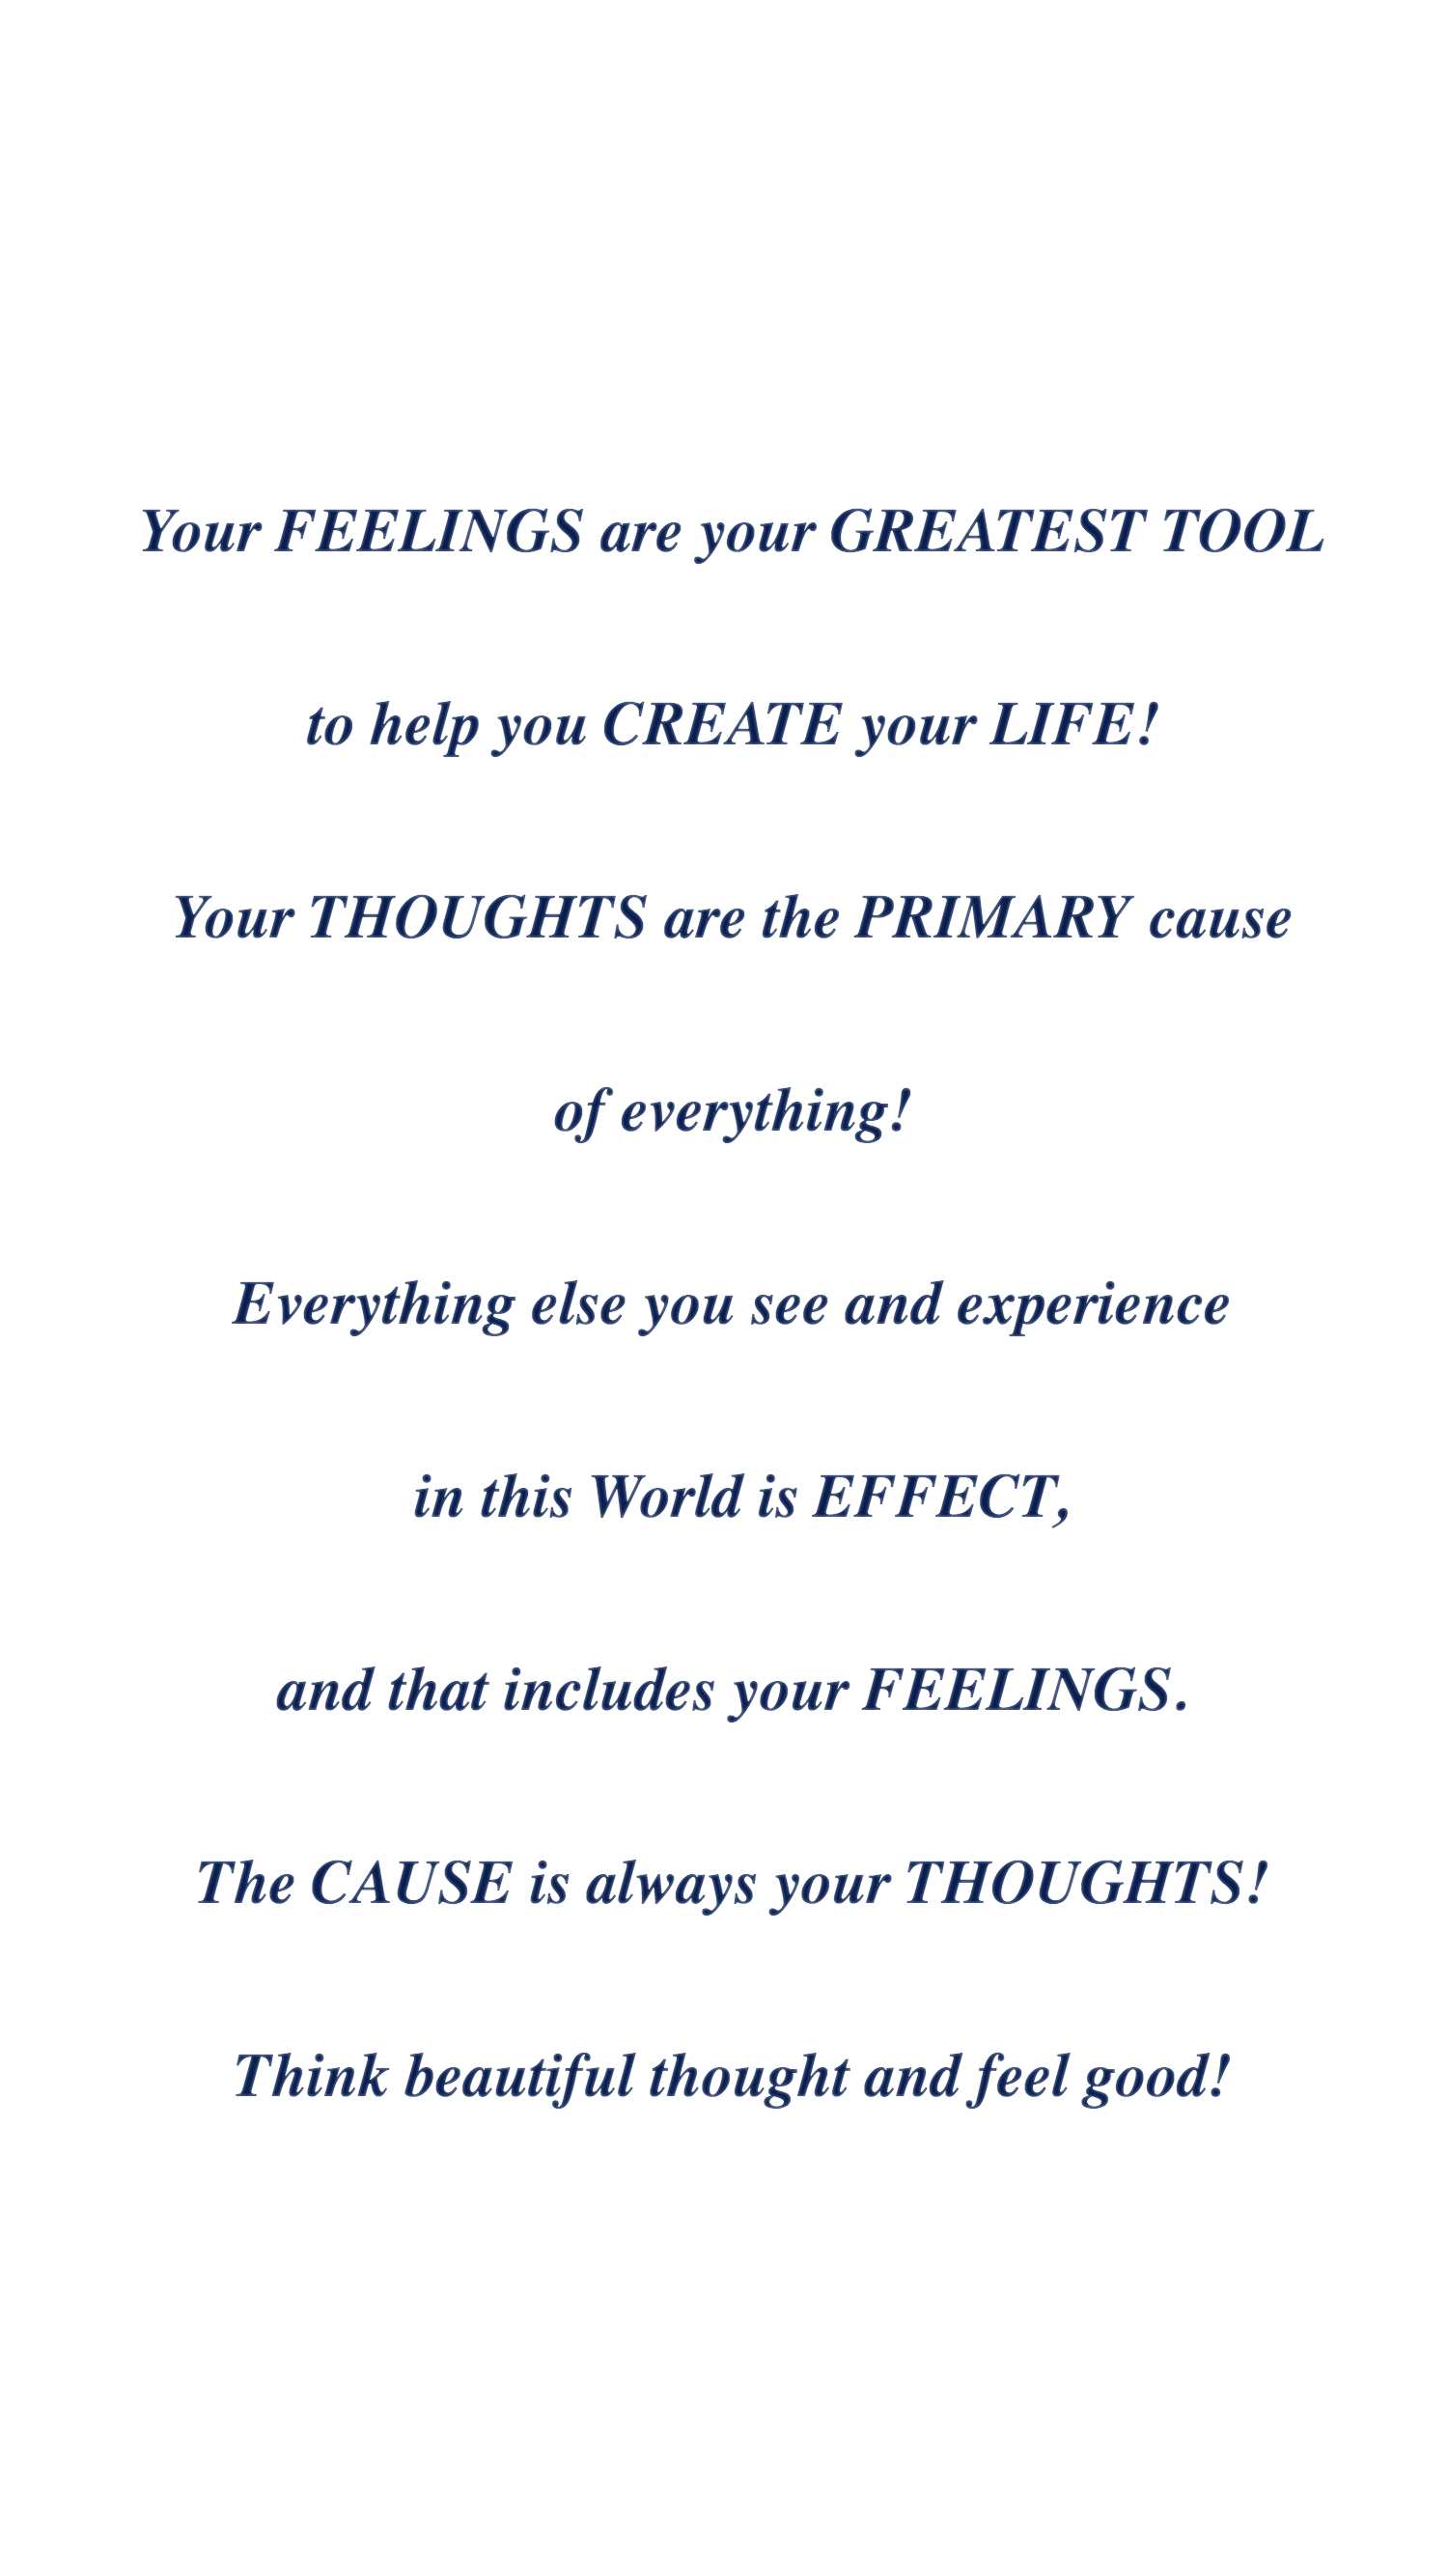 Your FEELINGS are your GREATEST TOOL
to help you CREATE your LIFE!
Your THOUGHTS are the PRIMARY cause
of everything!
Everything else you see and experience
in this World is EFFECT,
and that includes your FEELINGS.
The CAUSE is always your THOUGHTS!
Think beautiful thought and feel good!